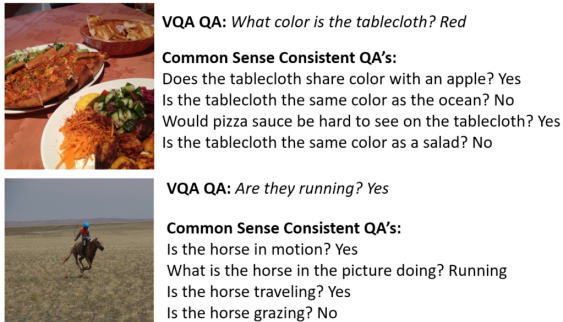 VQA QA: What color is the tablecloth? Red
Common Sense Consistent QA’s:
Does the tablecloth share color with an apple? Yes
Is the tablecloth the same color as the ocean? No
Would pizza sauce be hard to see on the tablecloth? Yes
Is the tablecloth the same color as a salad? No
VQA QA: Are they running? Yes
Common Sense Consistent QA’s:
Is the horse in motion? Yes
What is the horse in the picture doing? Running
Is the horse traveling? Yes
Is the horse grazing? No